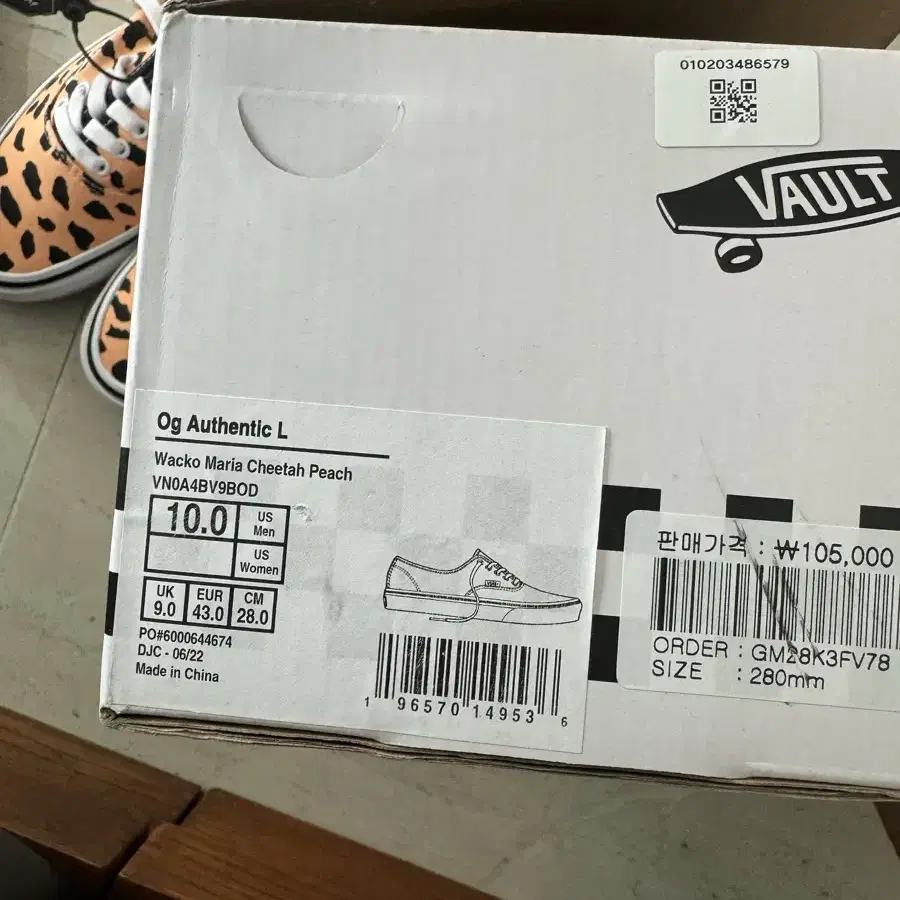 010203486579
VAULT
Og Authentic L
Wacko Maria Cheetah Peach
VN0A4BV9BOD
10.0 US Men
US Women
UK 9.0 EUR 43.0 CM 28.0
PO#6000644674
DJC - 06/22
Made in China
1 96570 14953 6
판매가격 : ₩105,000
ORDER : GM28K3FV78
SIZE : 280mm